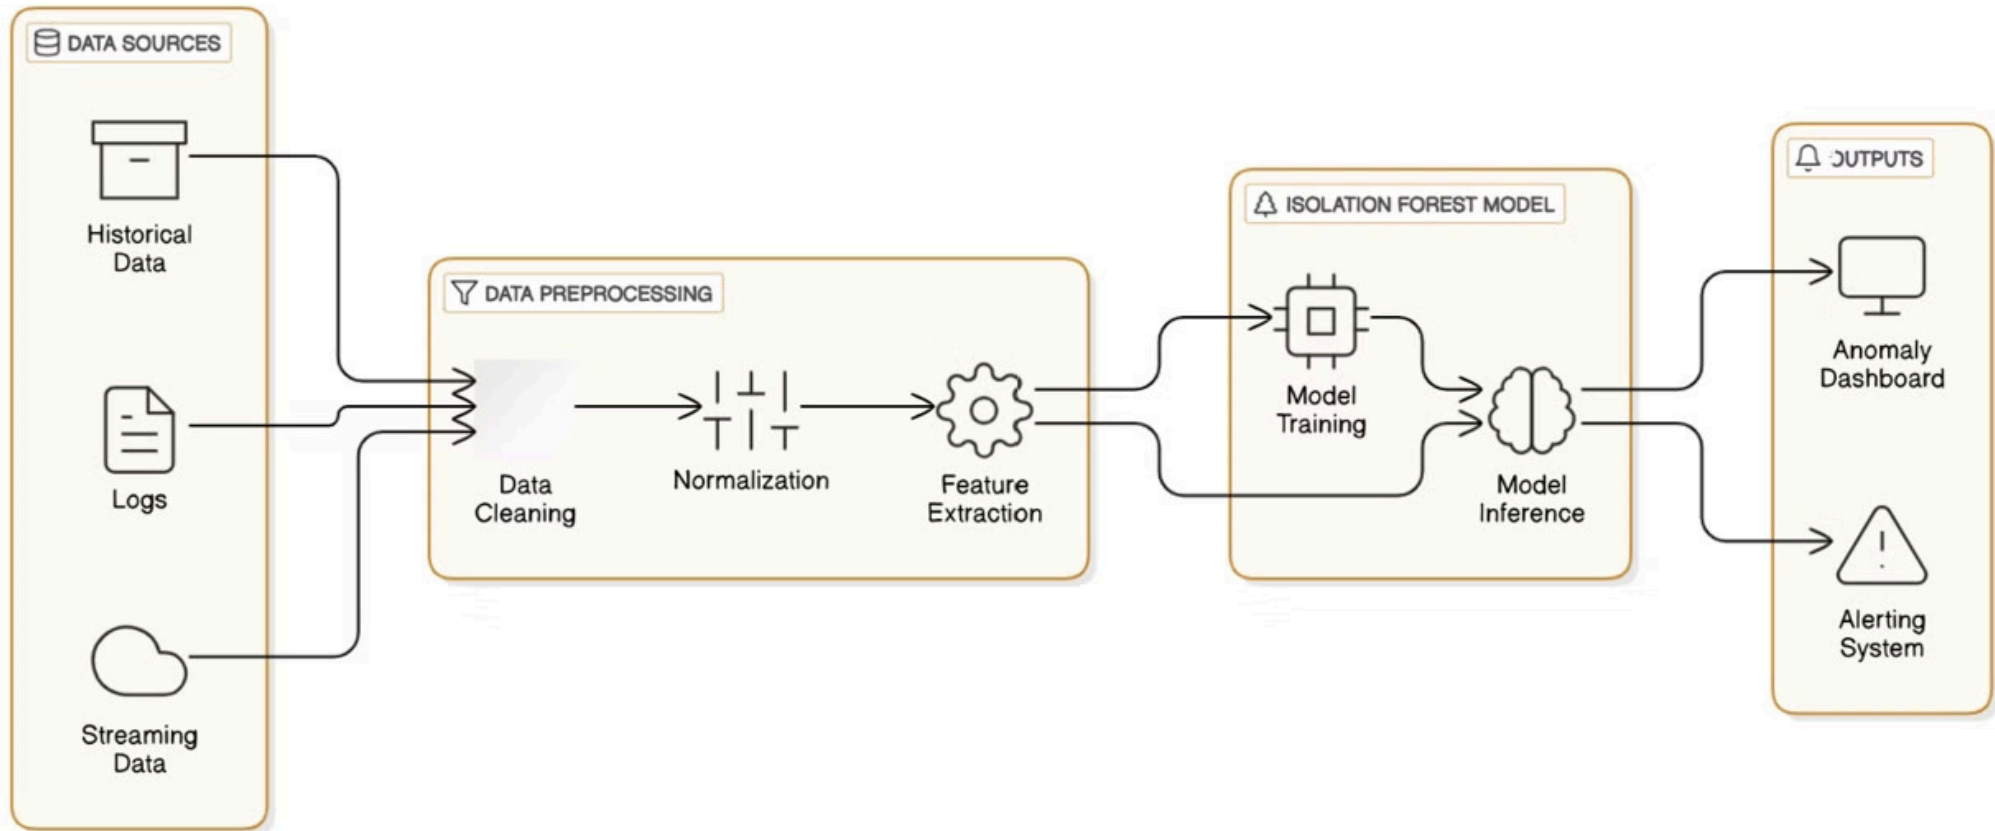 DATA SOURCES
Historical
Data
Logs
Streaming
Data
DATA PREPROCESSING
Data
Cleaning
Normalization
Feature
Extraction
ISOLATION FOREST MODEL
Model
Training
Model
Inference
OUTPUTS
Anomaly
Dashboard
Alerting
System